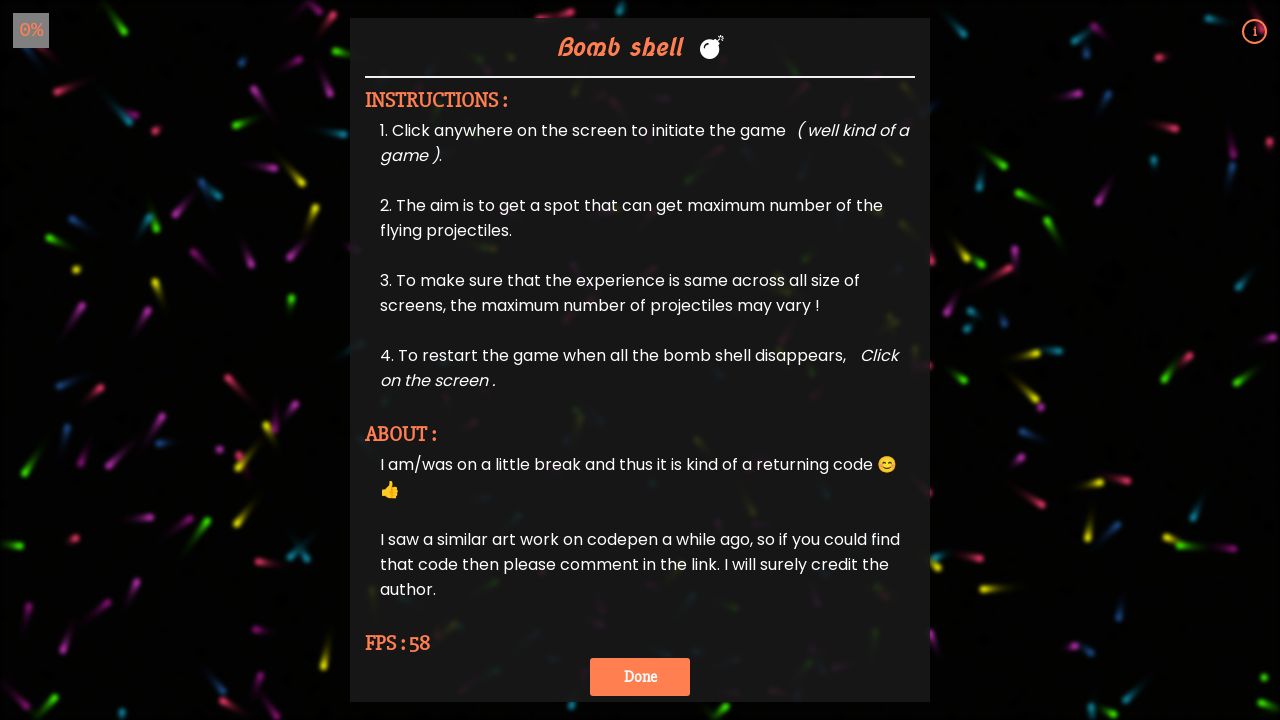 0%
i
Bomb shell 💣
INSTRUCTIONS :
1. Click anywhere on the screen to initiate the game ( well kind of a
game ).
2. The aim is to get a spot that can get maximum number of the
flying projectiles.
3. To make sure that the experience is same across all size of
screens, the maximum number of projectiles may vary !
4. To restart the game when all the bomb shell disappears, Click
on the screen .
ABOUT :
I am/was on a little break and thus it is kind of a returning code 😊
👍
I saw a similar art work on codepen a while ago, so if you could find
that code then please comment in the link. I will surely credit the
author.
FPS : 58
Done